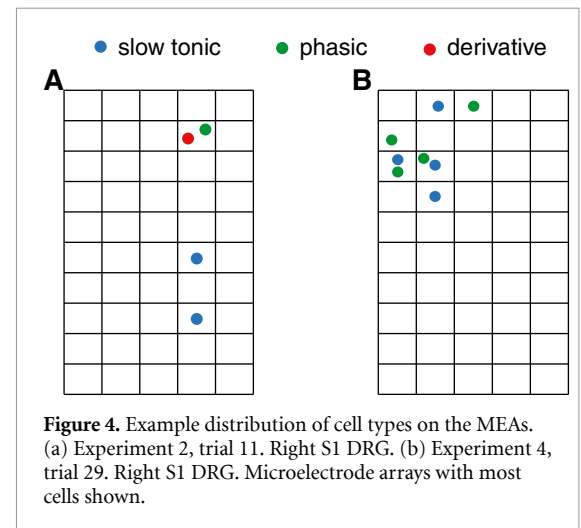 slow tonic phasic derivative
A B
Figure 4. Example distribution of cell types on the MEAs.
(a) Experiment 2, trial 11. Right S1 DRG. (b) Experiment 4,
trial 29. Right S1 DRG. Microelectrode arrays with most
cells shown.